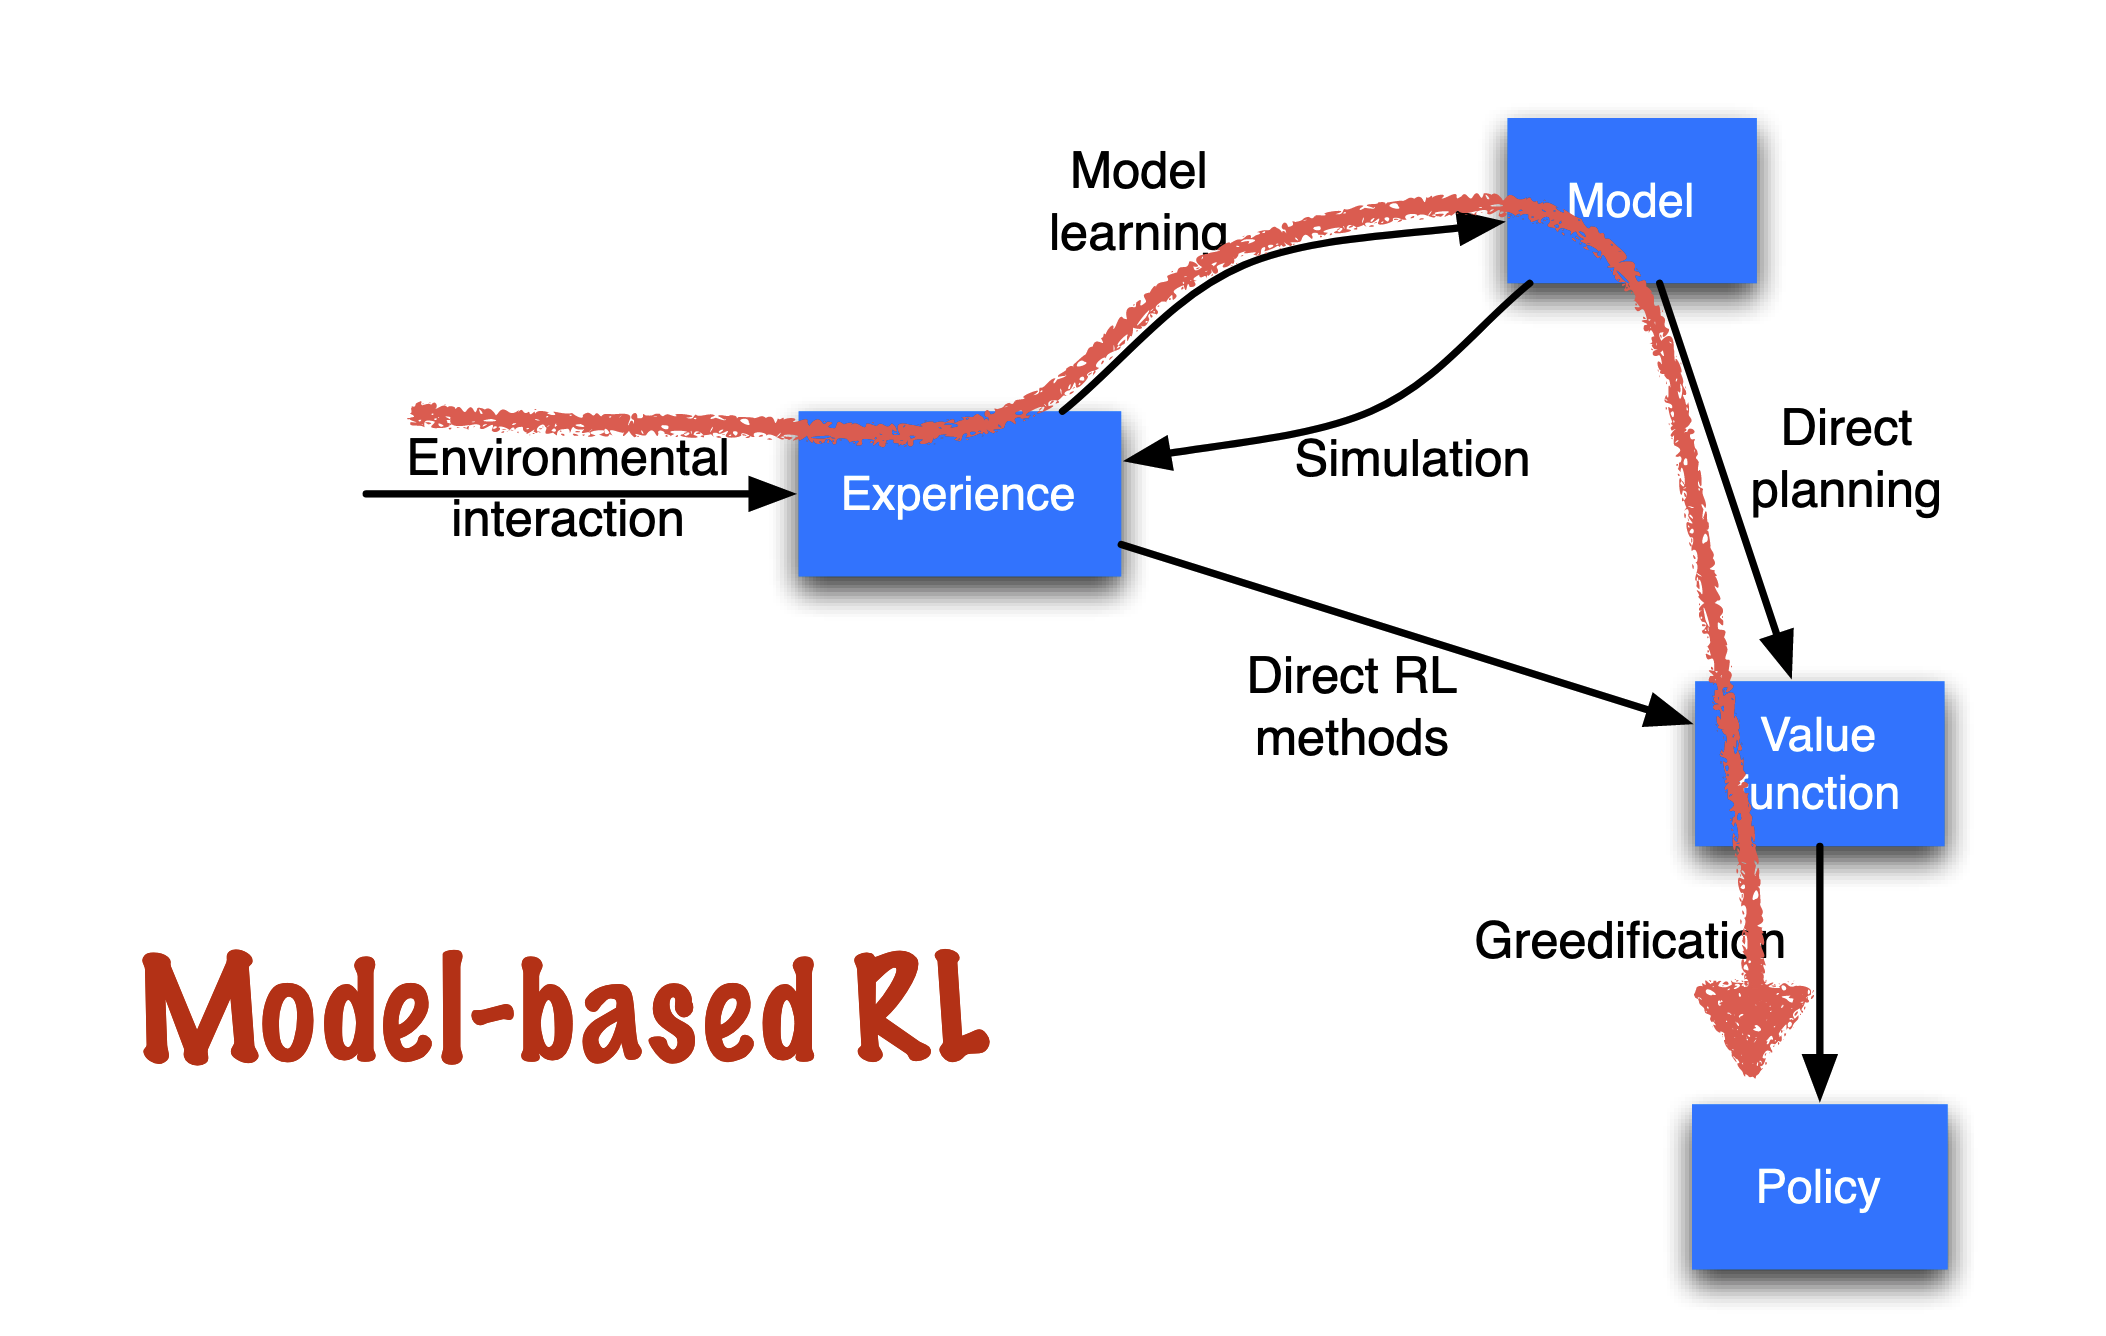 Model
learning
Model
Environmental
interaction
Experience
Simulation
Direct
planning
Direct RL
methods
Value
function
Greedification
Model-based RL
Policy